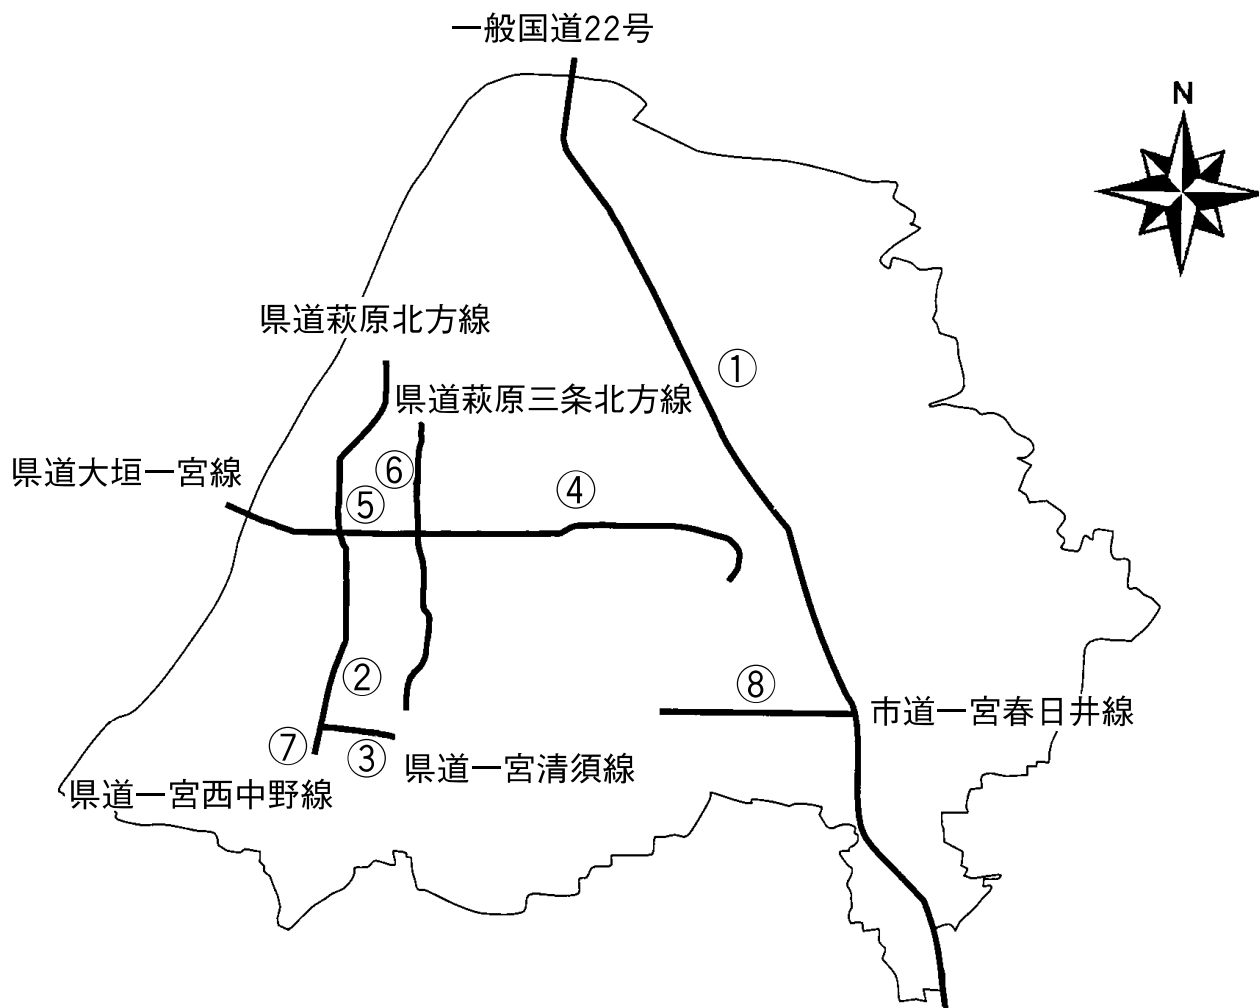 一般国道22号
N
県道萩原北方線
①
県道萩原三条北方線
県道大垣一宮線
⑥
④
⑤
②
⑧
市道一宮春日井線
⑦
③
県道一宮清須線
県道一宮西中野線